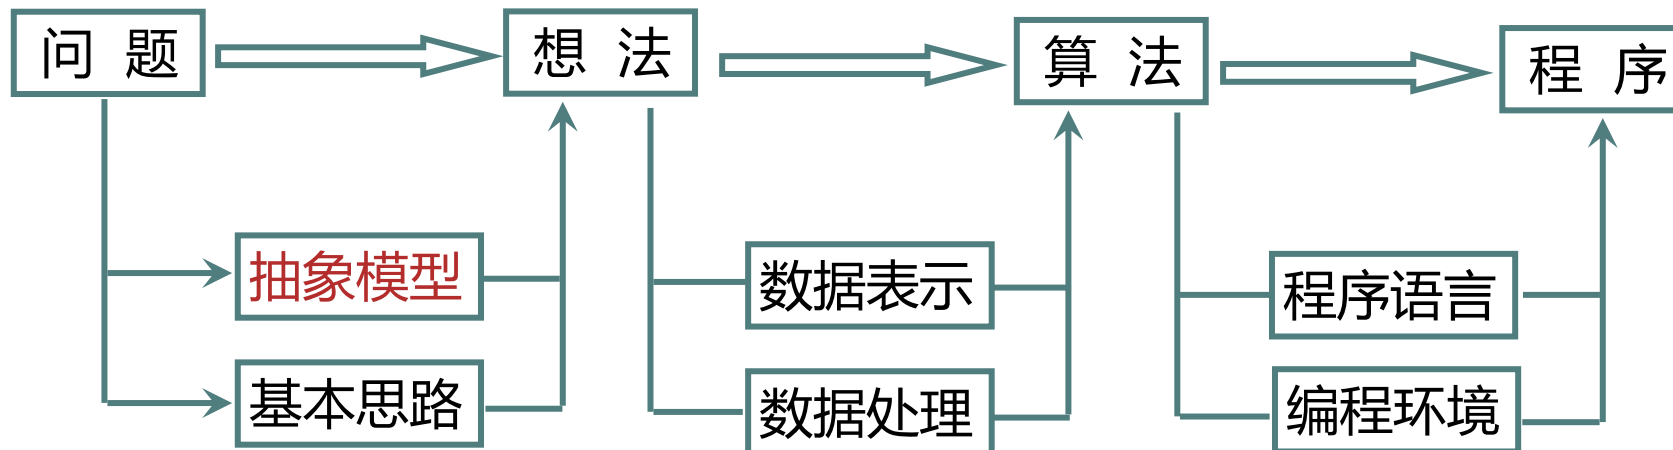 问 题
想 法
算 法
程 序
抽象模型
数据表示
程序语言
基本思路
数据处理
编程环境